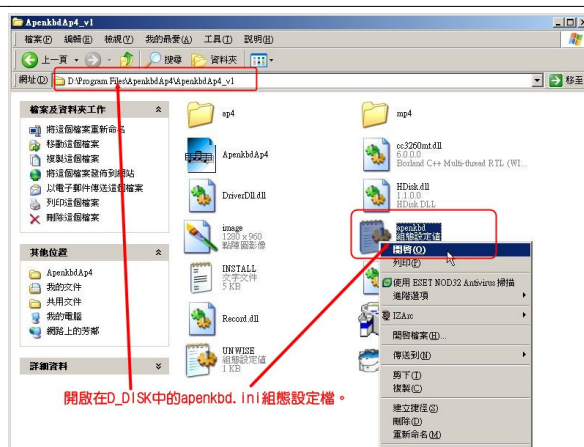 ApenkbdAp4_v1
檔案(F) 編輯(E) 檢視(V) 我的最愛(A) 工具(T) 說明(H)
上一頁 搜尋 資料夾
網址(D) D:\Program Files\ApenkbdAp4\ApenkbdAp4_v1 移至
檔案及資料夾工作
將這個檔案重新命名
移動這個檔案
複製這個檔案
將這個檔案發佈到網站
以電子郵件傳送這個檔案
列印這個檔案
刪除這個檔案
其他位置
ApenkbdAp4
我的文件
共用文件
我的電腦
網路上的芳鄰
詳細資料
ap4
mp4
ApenkbdAp4
cc3260mt.dll
6.0.0.0
Borland C++ Multi-thread RTL (WI...
DriverDll.dll
HDisk.dll
1.1.0.0
HDisk DLL
image
1280 x 960
點陣圖影像
apenkbd
組態設定值
INSTALL
文字文件
5 KB
Record.dll
UNWISE
組態設定值
1 KB
開啟(O)
列印(P)
使用 ESET NOD32 Antivirus 掃描
進階選項
IZArc
開啟檔案(H)...
傳送到(N)
剪下(T)
複製(C)
建立捷徑(S)
刪除(D)
重新命名(M)
開啟在D_DISK中的apenkbd.ini組態設定檔。